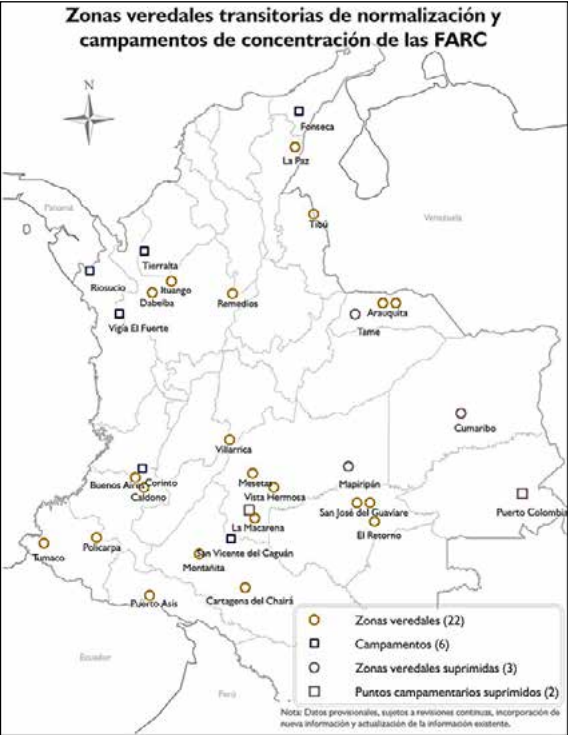 Zonas veredales transitorias de normalización y
campamentos de concentración de las FARC
N
Fonseca
La Paz
Panamá
Venezuela
Tibú
Tierralta
Riosucio
Ituango
Dabeiba
Remedios
Arauquita
Vigía El Fuerte
Tame
Cumaribo
Villarrica
Buenos Aires
Corinto
Caldono
Mesetas
Vista Hermosa
Mapiripán
San José del Guaviare
Puerto Colombia
La Macarena
El Retorno
Tumaco
Policarpa
San Vicente del Caguán
Montañita
Puerto Asís
Cartagena del Chairá
Ecuador
Perú
Zonas veredales (22)
Campamentos (6)
Zonas veredales suprimidas (3)
Puntos campamentarios suprimidos (2)
Nota: Datos provisionales, sujetos a revisiones continuas, incorporación de
nueva información y actualización de la información existente.